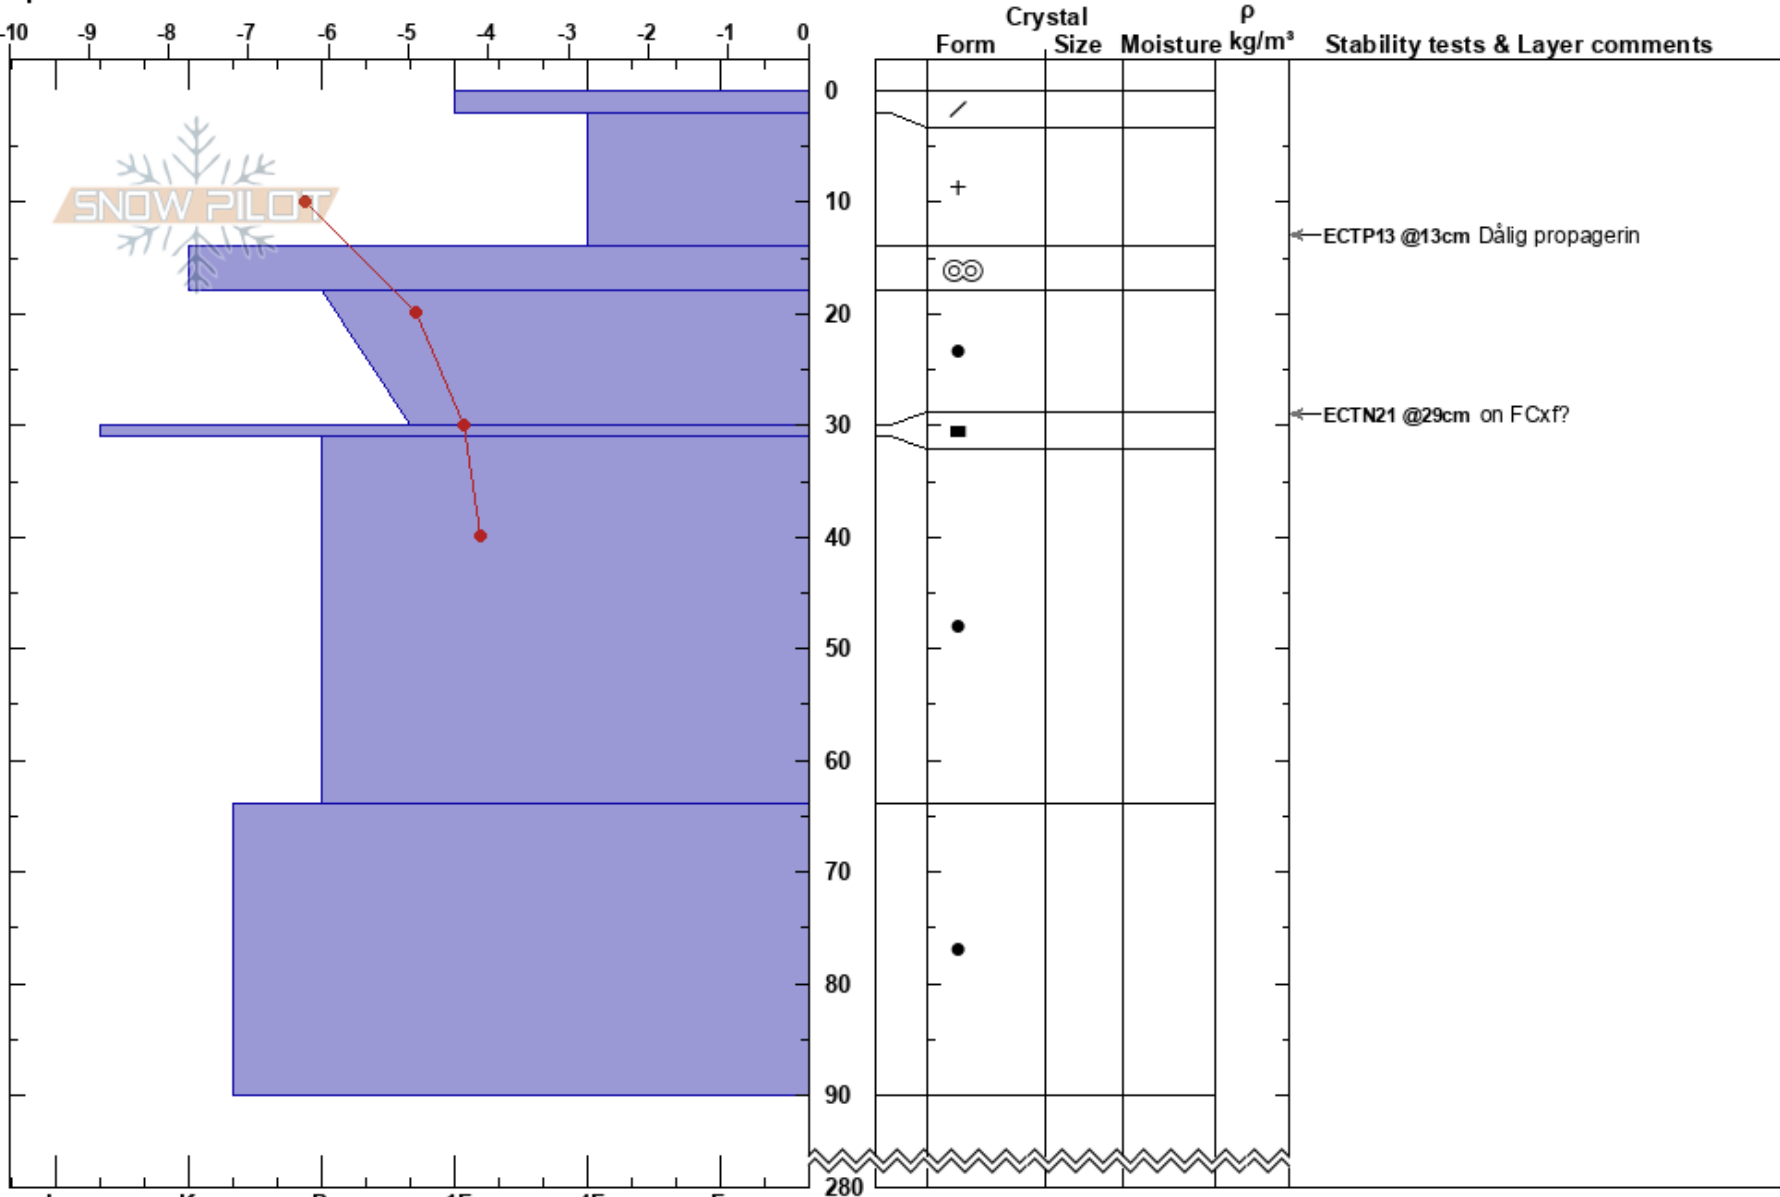 Crystal ρ
-10 -9 -8 -7 -6 -5 -4 -3 -2 -1 0 Form Size Moisture kg/m³ Stability tests & Layer comments
0
SNOW PILOT
10
ECTP13 @13cm Dålig propagerin
20
30
ECTN21 @29cm on FCxf?
40
50
60
70
80
90
280